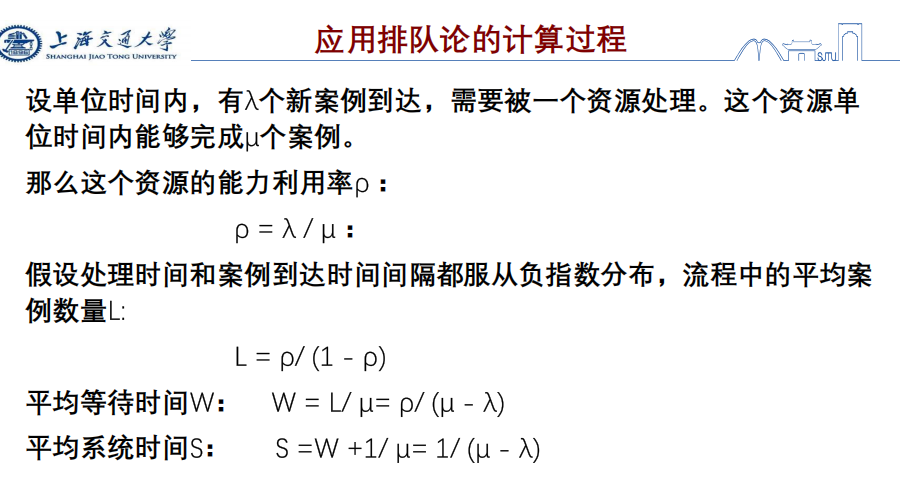 上海交通大学
SHANGHAI JIAO TONG UNIVERSITY
应用排队论的计算过程
SJTU
设单位时间内，有λ个新案例到达，需要被一个资源处理。这个资源单
位时间内能够完成μ个案例。
那么这个资源的能力利用率ρ：
ρ = λ / μ：
假设处理时间和案例到达时间间隔都服从负指数分布，流程中的平均案
例数量L:
L = ρ/ (1 - ρ)
平均等待时间W： W = L/ μ= ρ/ (μ - λ)
平均系统时间S： S =W +1/ μ= 1/ (μ - λ)